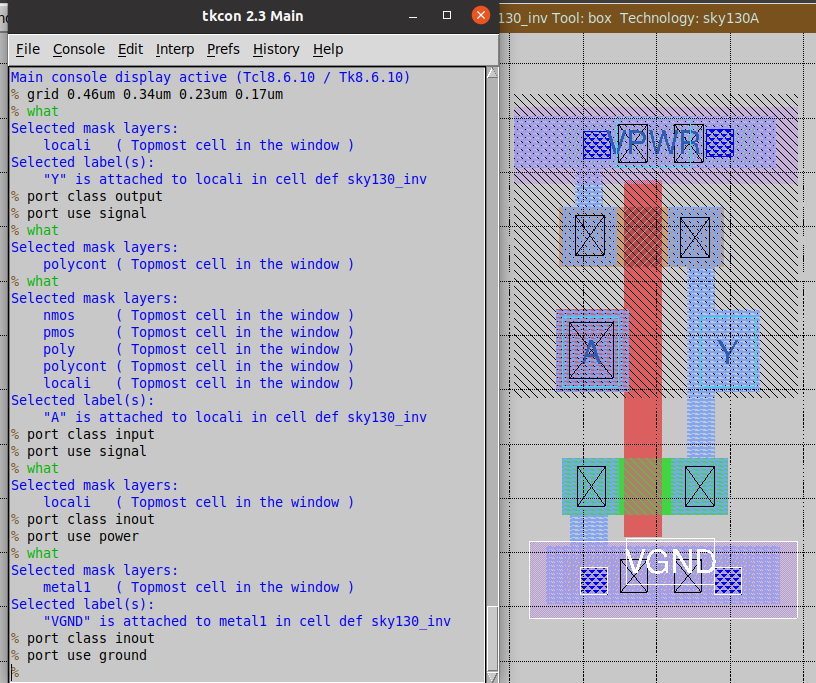 tkcon 2.3 Main
130_inv Tool: box Technology: sky130A
File Console Edit Interp Prefs History Help
Main console display active (Tcl8.6.10 / Tk8.6.10)
% grid 0.46um 0.34um 0.23um 0.17um
% what
Selected mask layers:
locali ( Topmost cell in the window )
Selected label(s):
"Y" is attached to locali in cell def sky130_inv
% port class output
% port use signal
% what
Selected mask layers:
polycont ( Topmost cell in the window )
% what
Selected mask layers:
nmos ( Topmost cell in the window )
pmos ( Topmost cell in the window )
poly ( Topmost cell in the window )
polycont ( Topmost cell in the window )
locali ( Topmost cell in the window )
Selected label(s):
"A" is attached to locali in cell def sky130_inv
% port class input
% port use signal
% what
Selected mask layers:
locali ( Topmost cell in the window )
% port class inout
% port use power
% what
Selected mask layers:
metal1 ( Topmost cell in the window )
Selected label(s):
"VGND" is attached to metal1 in cell def sky130_inv
% port class inout
% port use ground
%
VPWR
A
Y
VGND